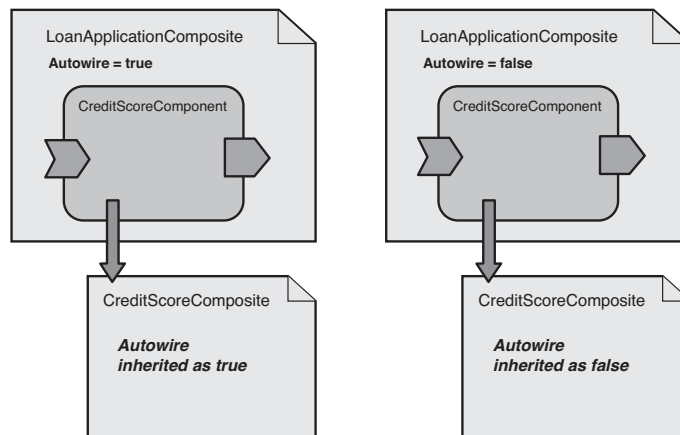 LoanApplicationComposite
Autowire = true
CreditScoreComponent
CreditScoreComposite
Autowire
inherited as true
LoanApplicationComposite
Autowire = false
CreditScoreComponent
CreditScoreComposite
Autowire
inherited as false